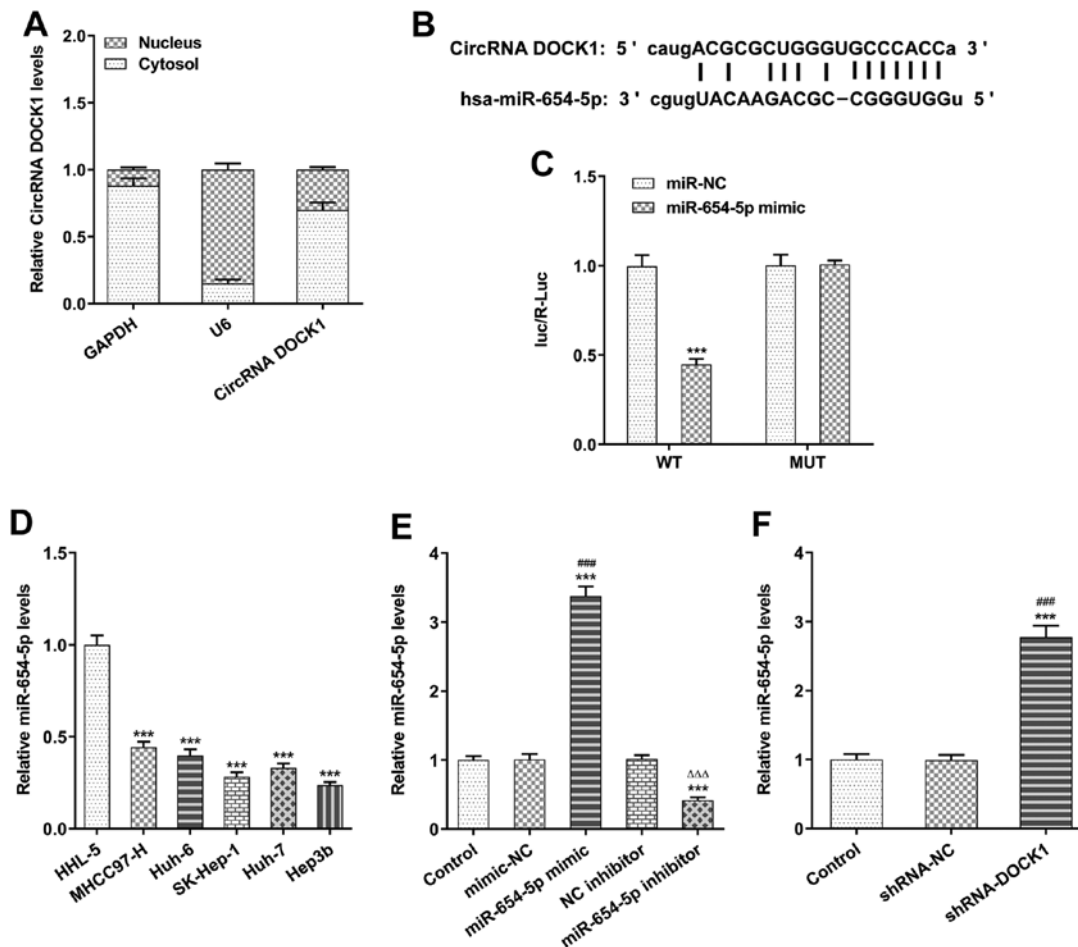 A
Relative CircRNA DOCK1 levels
2.0
1.5
1.0
0.5
0.0
Nucleus
Cytosol
GAPDH
U6
CircRNA DOCK1
B
CircRNA DOCK1: 5 ' caugACGCGCUGGGUGCCCACCa 3 '
hsa-miR-654-5p: 3 ' cgugUACAAGACGC–CGGGUGGu 5 '
C
luc/R-Luc
1.5
1.0
0.5
0.0
miR-NC
miR-654-5p mimic
***
WT
MUT
D
Relative miR-654-5p levels
1.5
1.0
0.5
0.0
***
***
***
***
***
HHL-5
MHCC97-H
Huh-6
SK-Hep-1
Huh-7
Hep3b
E
Relative miR-654-5p levels
4
3
2
1
0
###
***
ΔΔΔ
***
Control
mimic-NC
miR-654-5p mimic
NC inhibitor
miR-654-5p inhibitor
F
Relative miR-654-5p levels
4
3
2
1
0
###
***
Control
shRNA-NC
shRNA-DOCK1